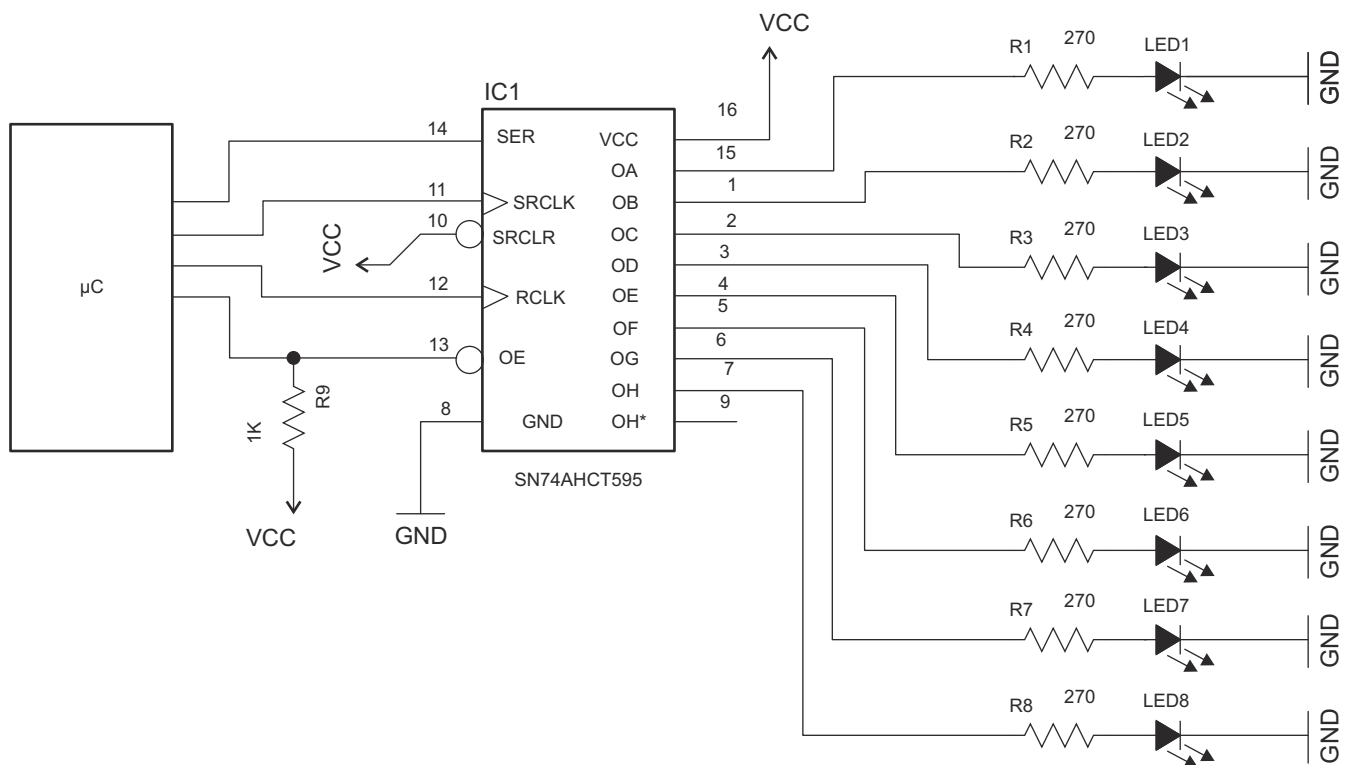 VCC
R1 270 LED1
GND
IC1
16
14 SER VCC
15
OA
R2 270 LED2
GND
11 SRCLK
1
OB
10 SRCLR
2
OC
VCC
R3 270 LED3
GND
3
OD
µC
12 RCLK
4
OE
5
OF
R4 270 LED4
GND
13 OE
6
OG
7
OH
R9
1K
8 GND
9
OH*
R5 270 LED5
GND
SN74AHCT595
VCC
GND
R6 270 LED6
GND
R7 270 LED7
GND
R8 270 LED8
GND